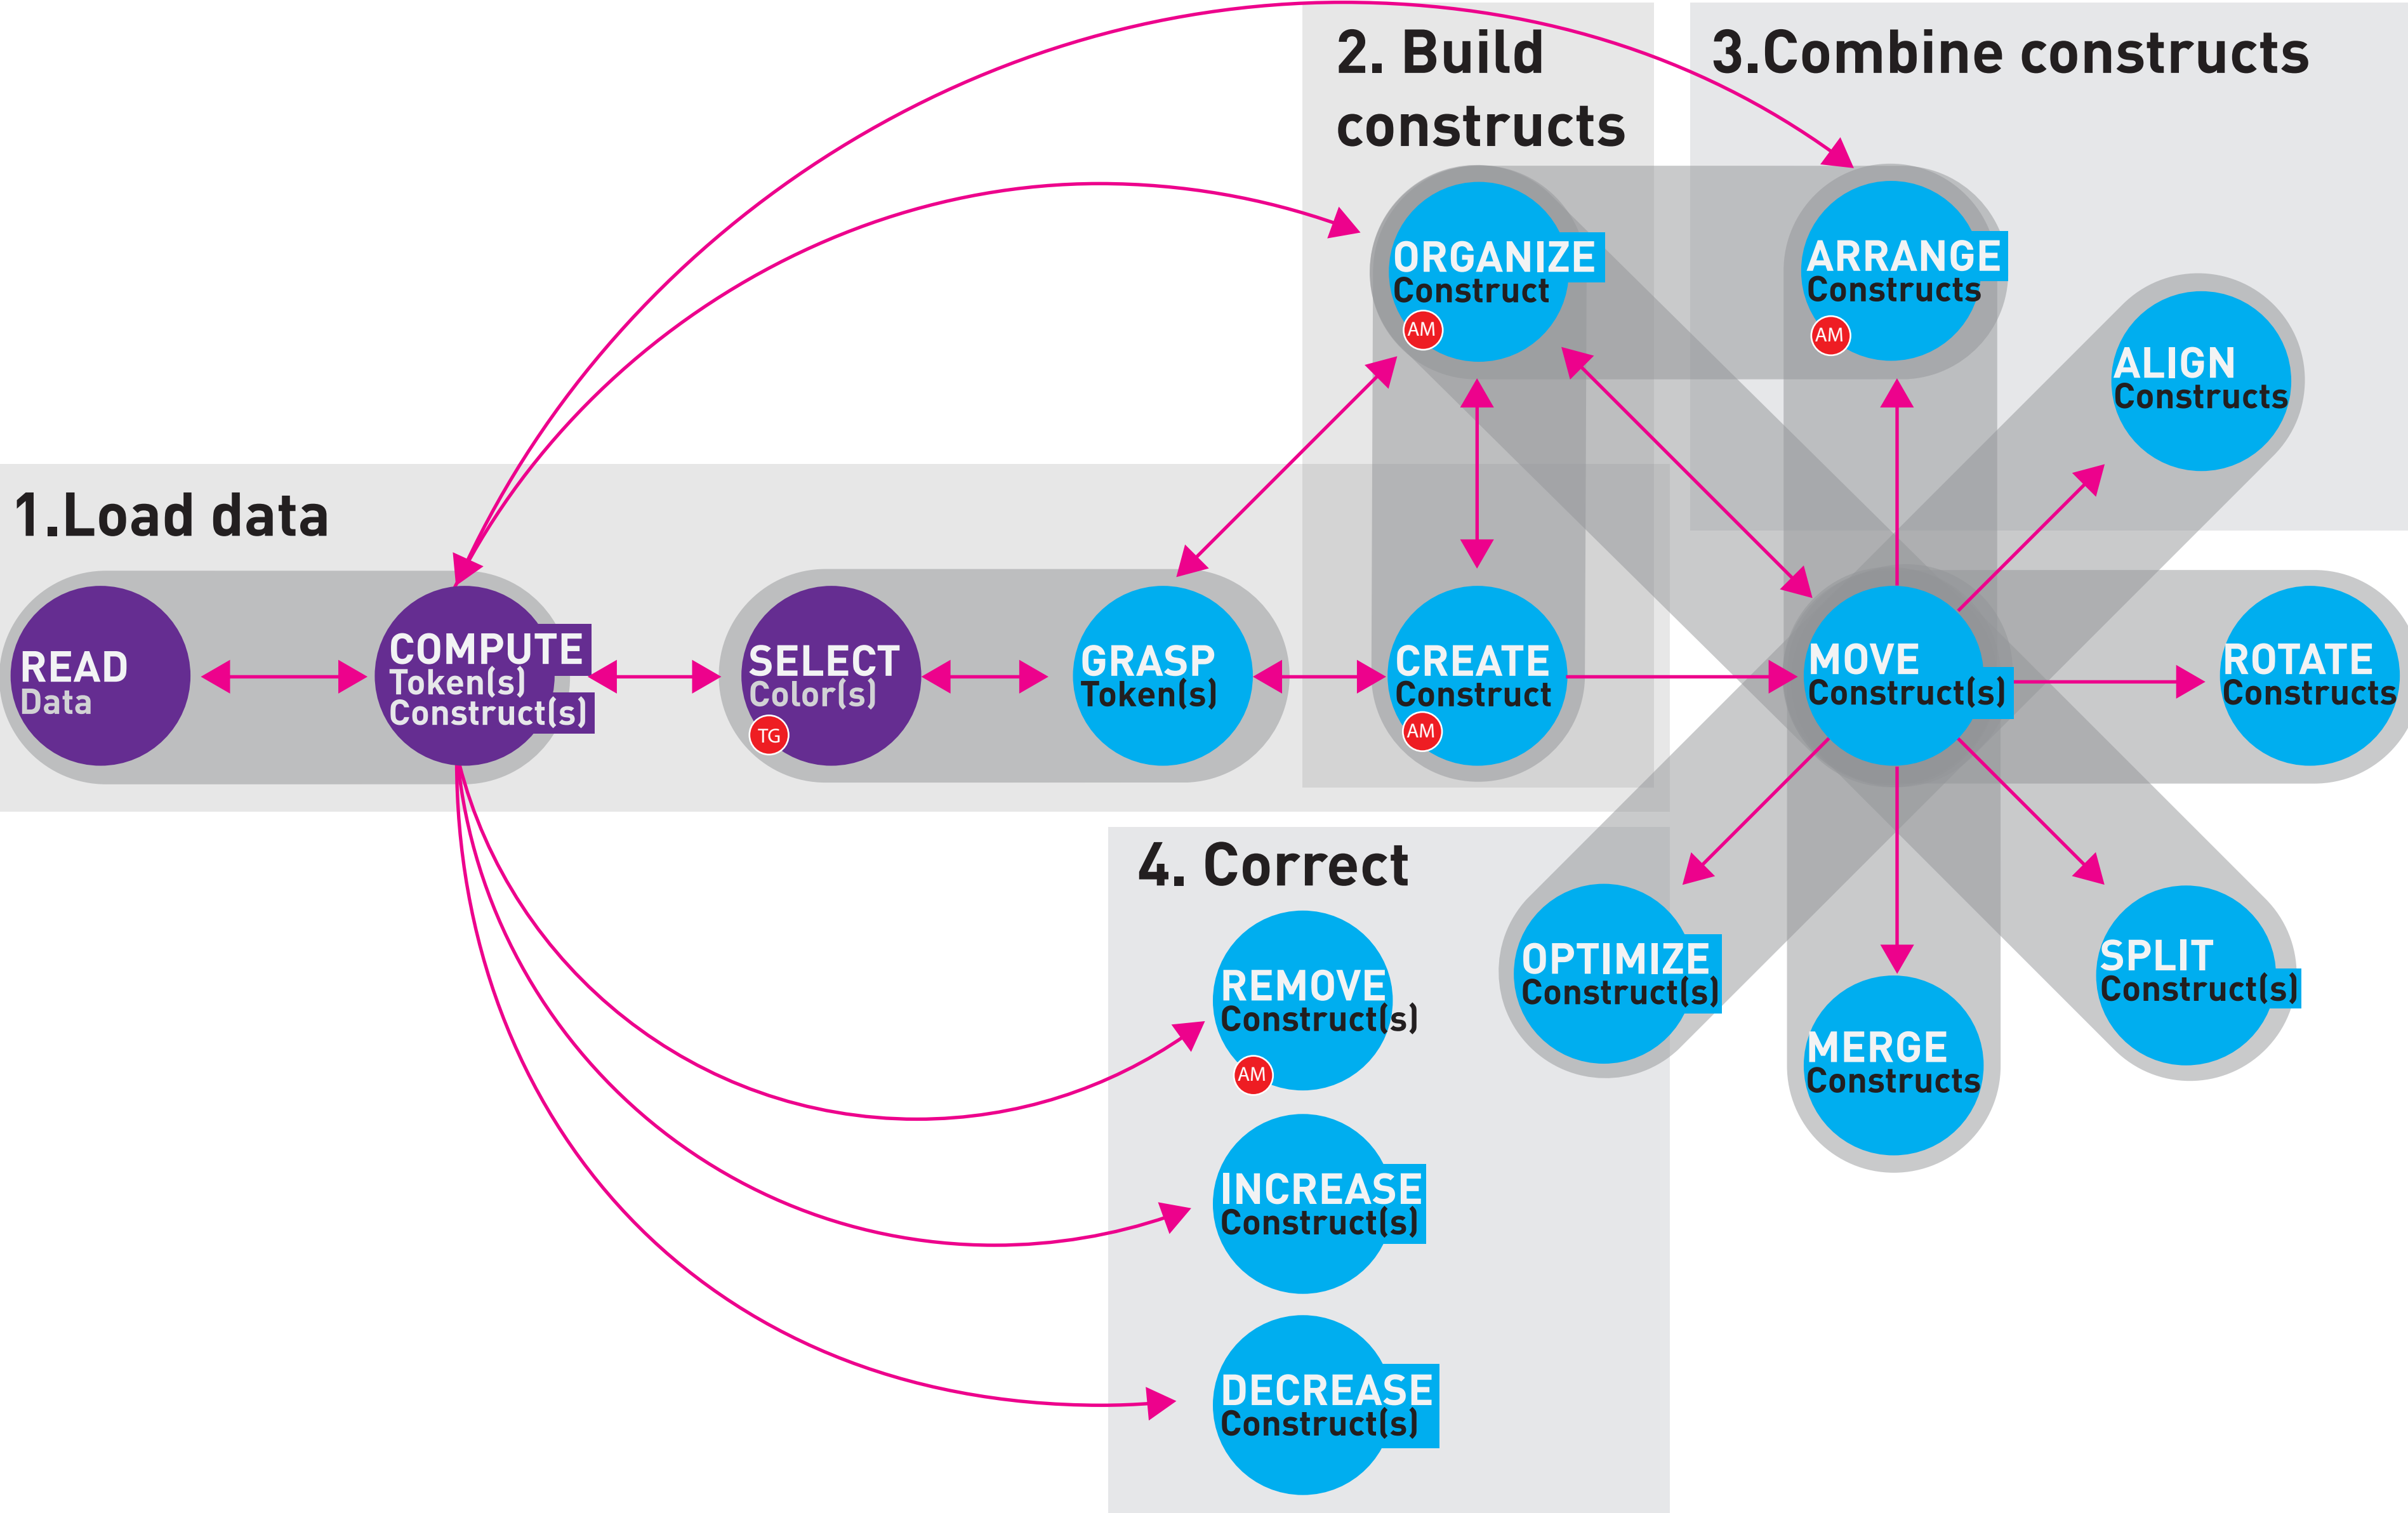 2. Build
constructs
3.Combine constructs
ORGANIZE
Construct
AM
ARRANGE
Constructs
AM
ALIGN
Constructs
1.Load data
READ
Data
COMPUTE
Token(s)
Construct(s)
SELECT
Color(s)
TG
GRASP
Token(s)
CREATE
Construct
AM
MOVE
Construct(s)
ROTATE
Constructs
4. Correct
REMOVE
Construct(s)
AM
OPTIMIZE
Construct(s)
SPLIT
Construct(s)
MERGE
Constructs
INCREASE
Construct(s)
DECREASE
Construct(s)